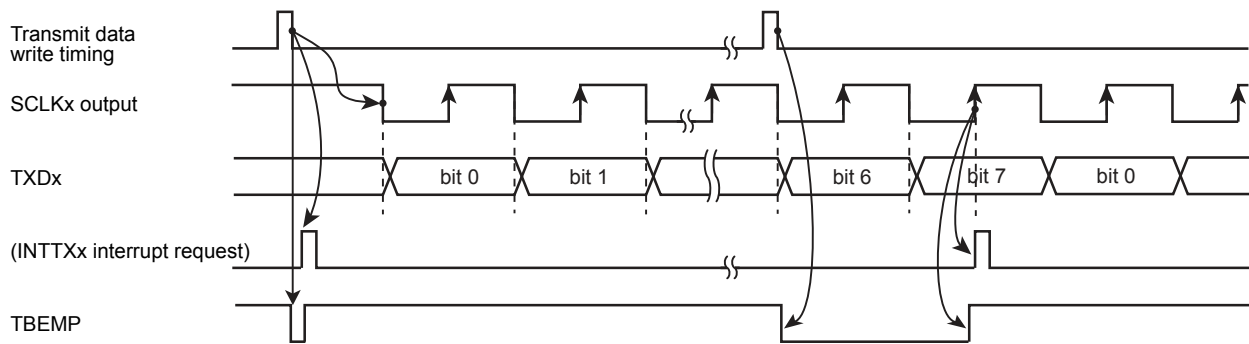 Transmit data
write timing
SCLKx output
TXDx
bit 0
bit 1
bit 6
bit 7
bit 0
(INTTXx interrupt request)
TBEMP